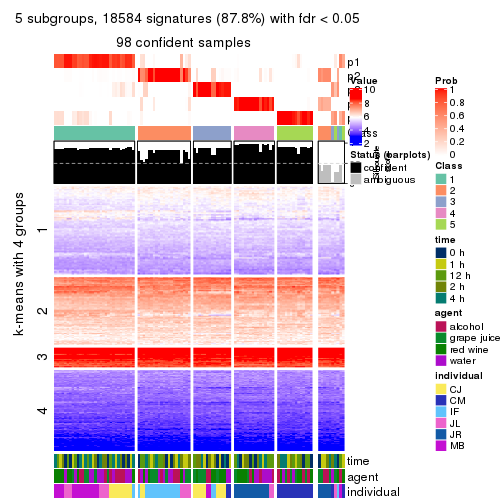 5 subgroups, 18584 signatures (87.8%) with fdr < 0.05
98 confident samples
p1
p2
Value
10
8
6
4
2
Prob
1
0.8
0.6
0.4
0.2
0
Status (barplots)
confident
ambiguous
Class
1
2
3
4
5
k-means with 4 groups
1
2
3
4
time
0 h
1 h
12 h
2 h
4 h
agent
alcohol
grape juice
red wine
water
individual
CJ
CM
IF
JL
JR
MB
time
agent
individual